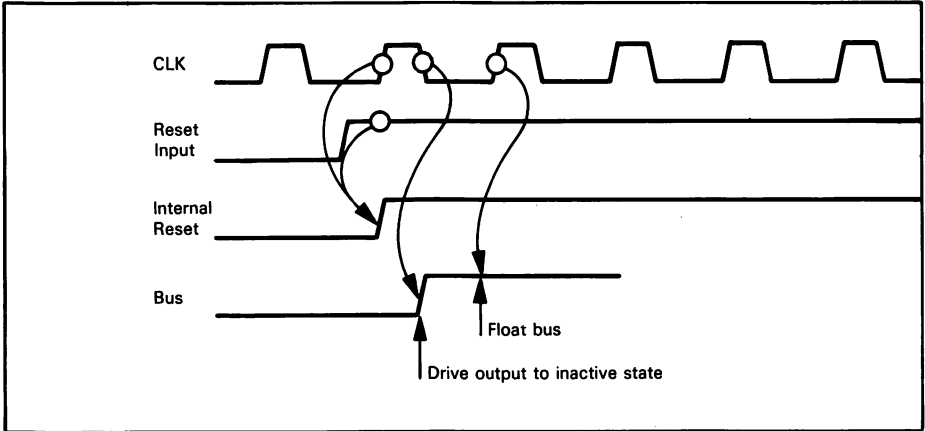 CLK
Reset
Input
Internal
Reset
Bus
Float bus
Drive output to inactive state